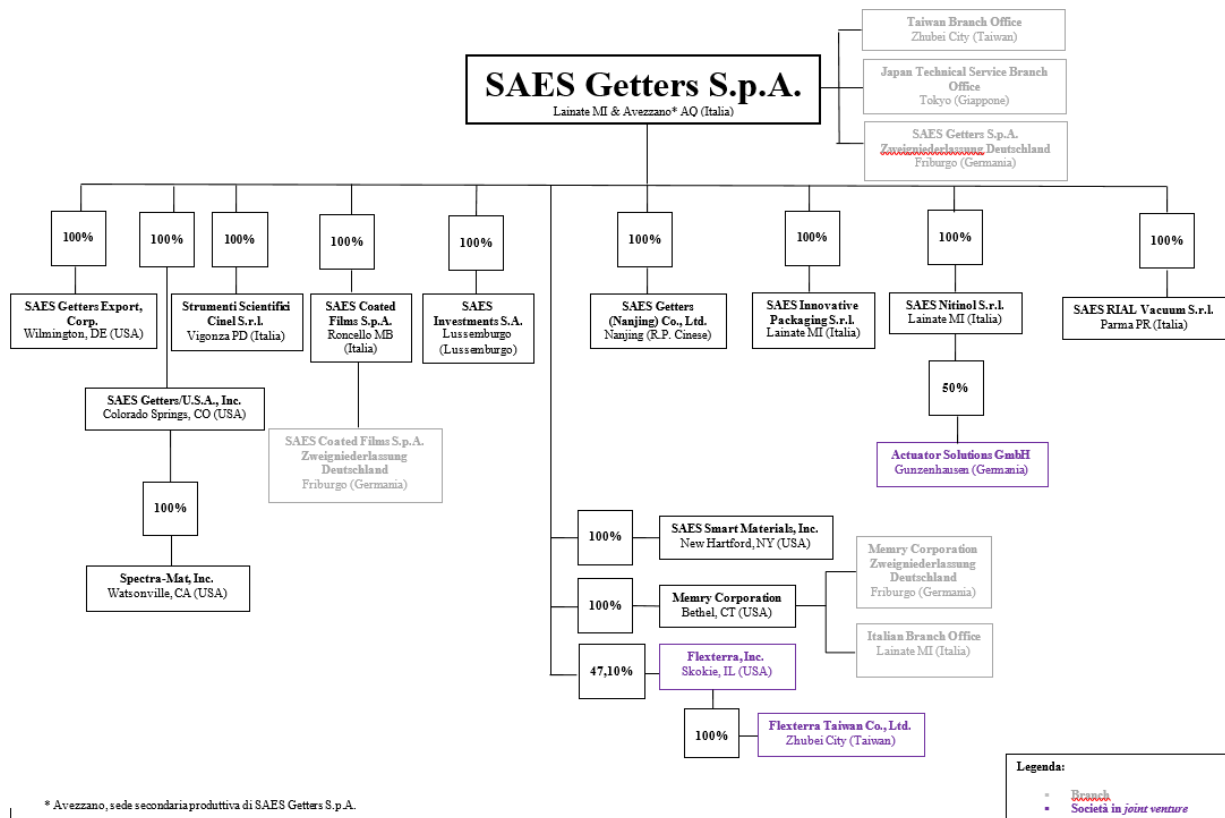 Taiwan Branch Office
Zhubei City (Taiwan)
SAES Getters S.p.A.
Lainate MI & Avezzano* AQ (Italia)
Japan Technical Service Branch
Office
Tokyo (Giappone)
SAES Getters S.p.A.
Zweigniederlassung Deutschland
Friburgo (Germania)
100%
100%
100%
100%
100%
100%
100%
100%
100%
SAES Getters Export,
Corp.
Wilmington, DE (USA)
Strumenti Scientifici
Cinel S.r.l.
Vigonza PD (Italia)
SAES Coated
Films S.p.A.
Roncello MB
(Italia)
SAES
Investments S.A.
Lussemburgo
(Lussemburgo)
SAES Getters
(Nanjing) Co., Ltd.
Nanjing (R.P. Cinese)
SAES Innovative
Packaging S.r.l.
Lainate MI (Italia)
SAES Nitinol S.r.l.
Lainate MI (Italia)
SAES RIAL Vacuum S.r.l.
Parma PR (Italia)
SAES Getters/U.S.A., Inc.
Colorado Springs, CO (USA)
50%
SAES Coated Films S.p.A.
Zweigniederlassung
Deutschland
Friburgo (Germania)
Actuator Solutions GmbH
Gunzenhausen (Germania)
100%
Spectra-Mat, Inc.
Watsonville, CA (USA)
100%
SAES Smart Materials, Inc.
New Hartford, NY (USA)
100%
Memry Corporation
Bethel, CT (USA)
Memry Corporation
Zweigniederlassung
Deutschland
Friburgo (Germania)
Italian Branch Office
Lainate MI (Italia)
47,10%
Flexterra, Inc.
Skokie, IL (USA)
100%
Flexterra Taiwan Co., Ltd.
Zhubei City (Taiwan)
Legenda:
Branch
Società in joint venture
* Avezzano, sede secondaria produttiva di SAES Getters S.p.A.